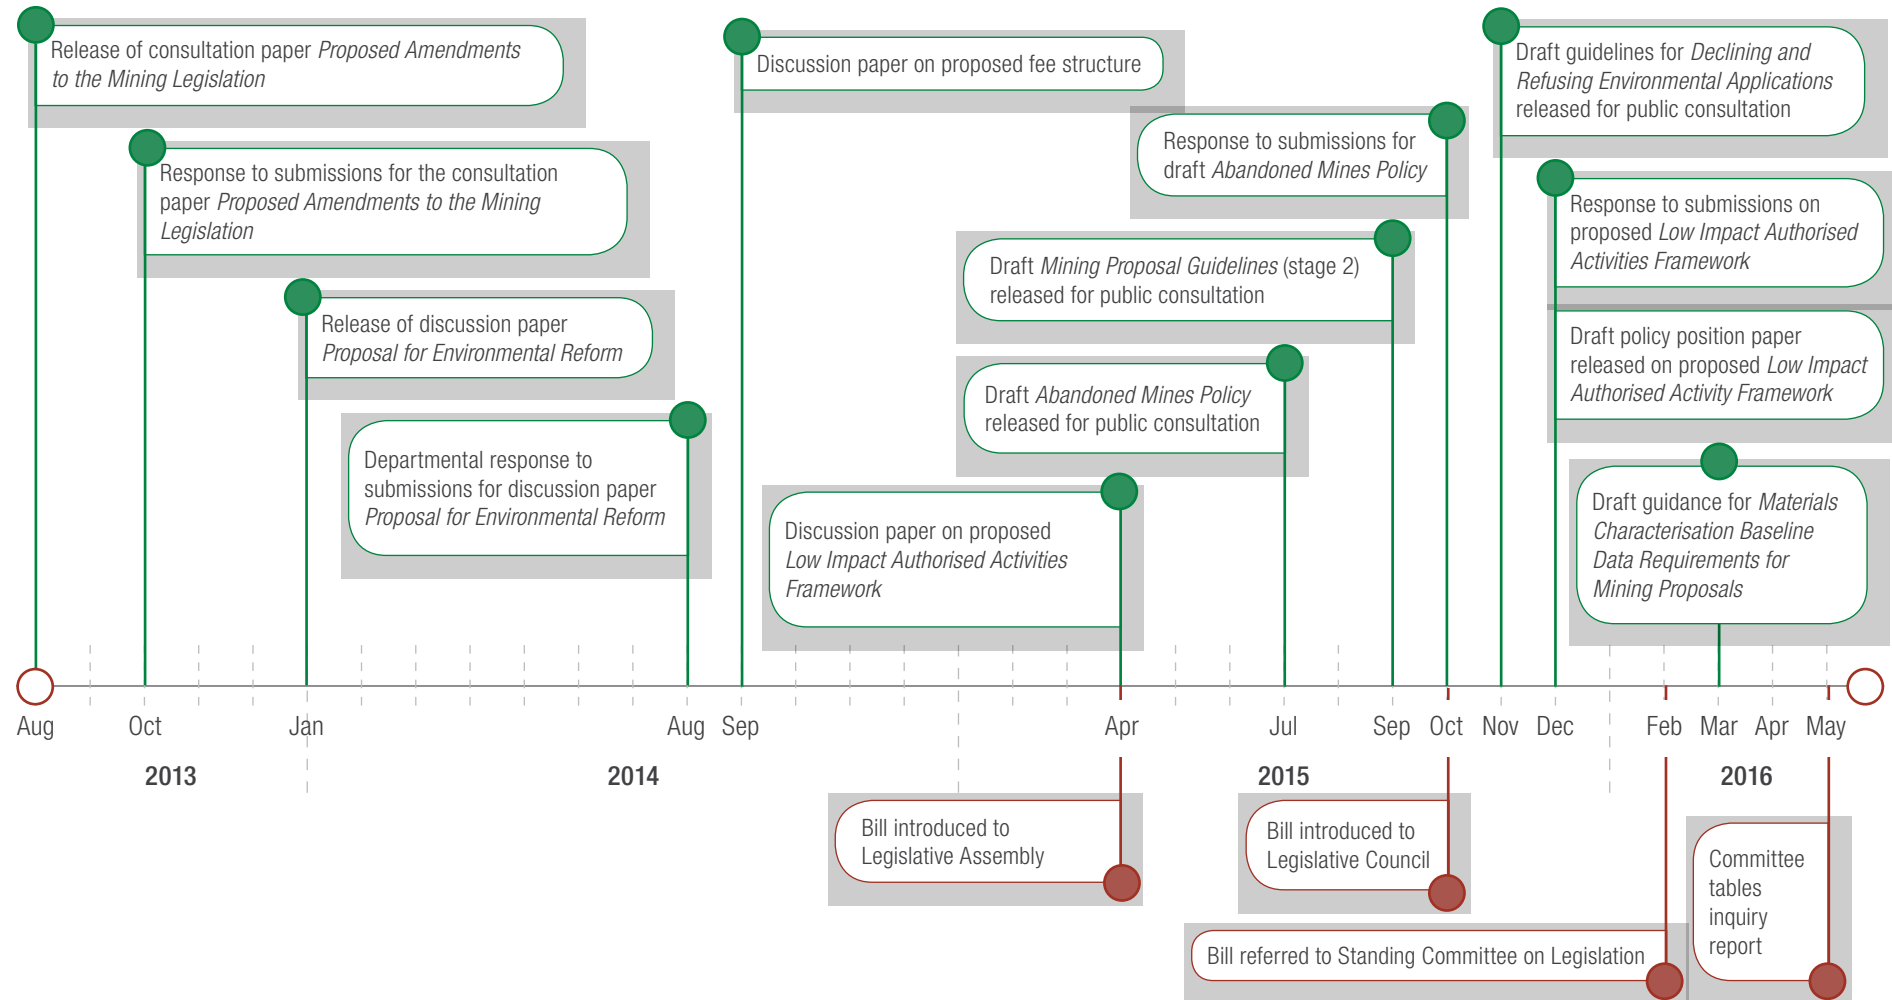 Release of consultation paper Proposed Amendments
to the Mining Legislation
Response to submissions for the consultation
paper Proposed Amendments to the Mining
Legislation
Release of discussion paper
Proposal for Environmental Reform
Departmental response to
submissions for discussion paper
Proposal for Environmental Reform
Discussion paper on proposed fee structure
Response to submissions for
draft Abandoned Mines Policy
Draft Mining Proposal Guidelines (stage 2)
released for public consultation
Draft Abandoned Mines Policy
released for public consultation
Discussion paper on proposed
Low Impact Authorised Activities
Framework
Draft guidelines for Declining and
Refusing Environmental Applications
released for public consultation
Response to submissions on
proposed Low Impact Authorised
Activities Framework
Draft policy position paper
released on proposed Low Impact
Authorised Activity Framework
Draft guidance for Materials
Characterisation Baseline
Data Requirements for
Mining Proposals
Aug Oct Jan Aug Sep Apr Jul Sep Oct Nov Dec Feb Mar Apr May
2013 2014 2015 2016
Bill introduced to
Legislative Assembly
Bill introduced to
Legislative Council
Bill referred to Standing Committee on Legislation
Committee
tables
inquiry
report